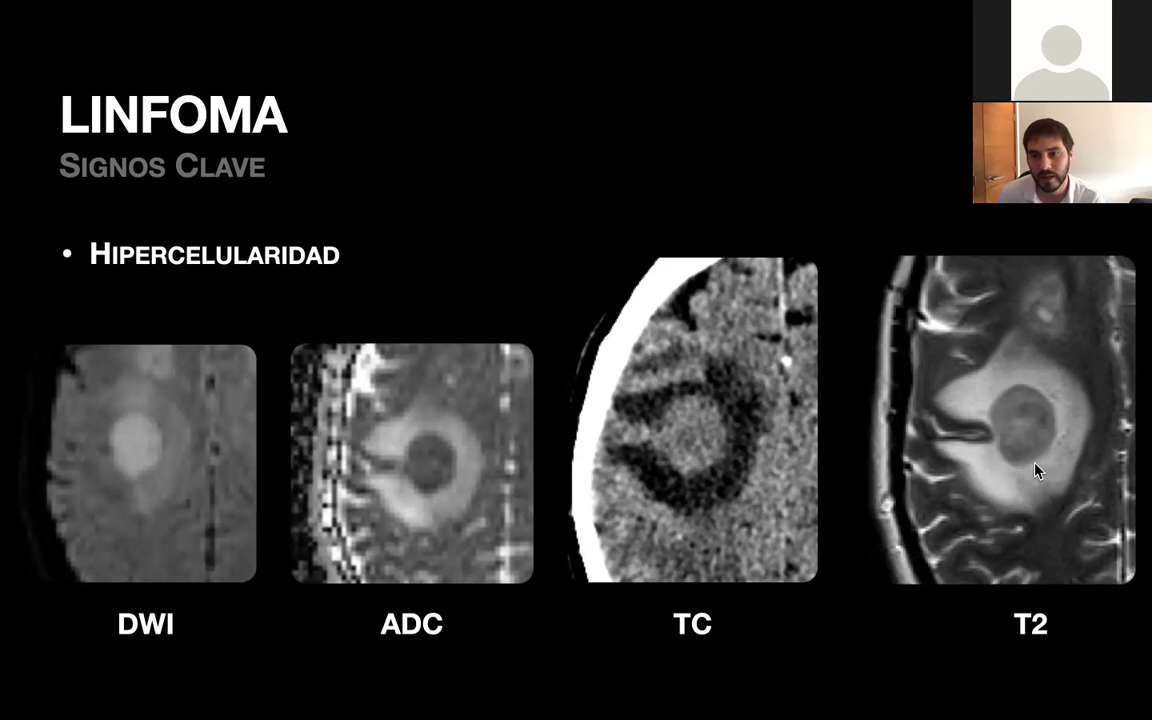 LINFOMA
SIGNOS CLAVE
• HIPERCELULARIDAD
DWI
ADC
TC
T2